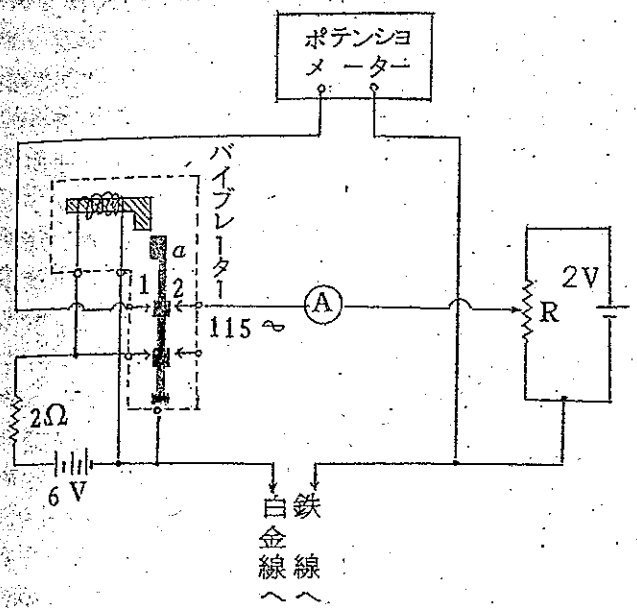 ポテンショ
メーター
バイブレーター
a
1 2
115 ~
A
R
2V
2Ω
6 V
白金線へ
鉄線へ